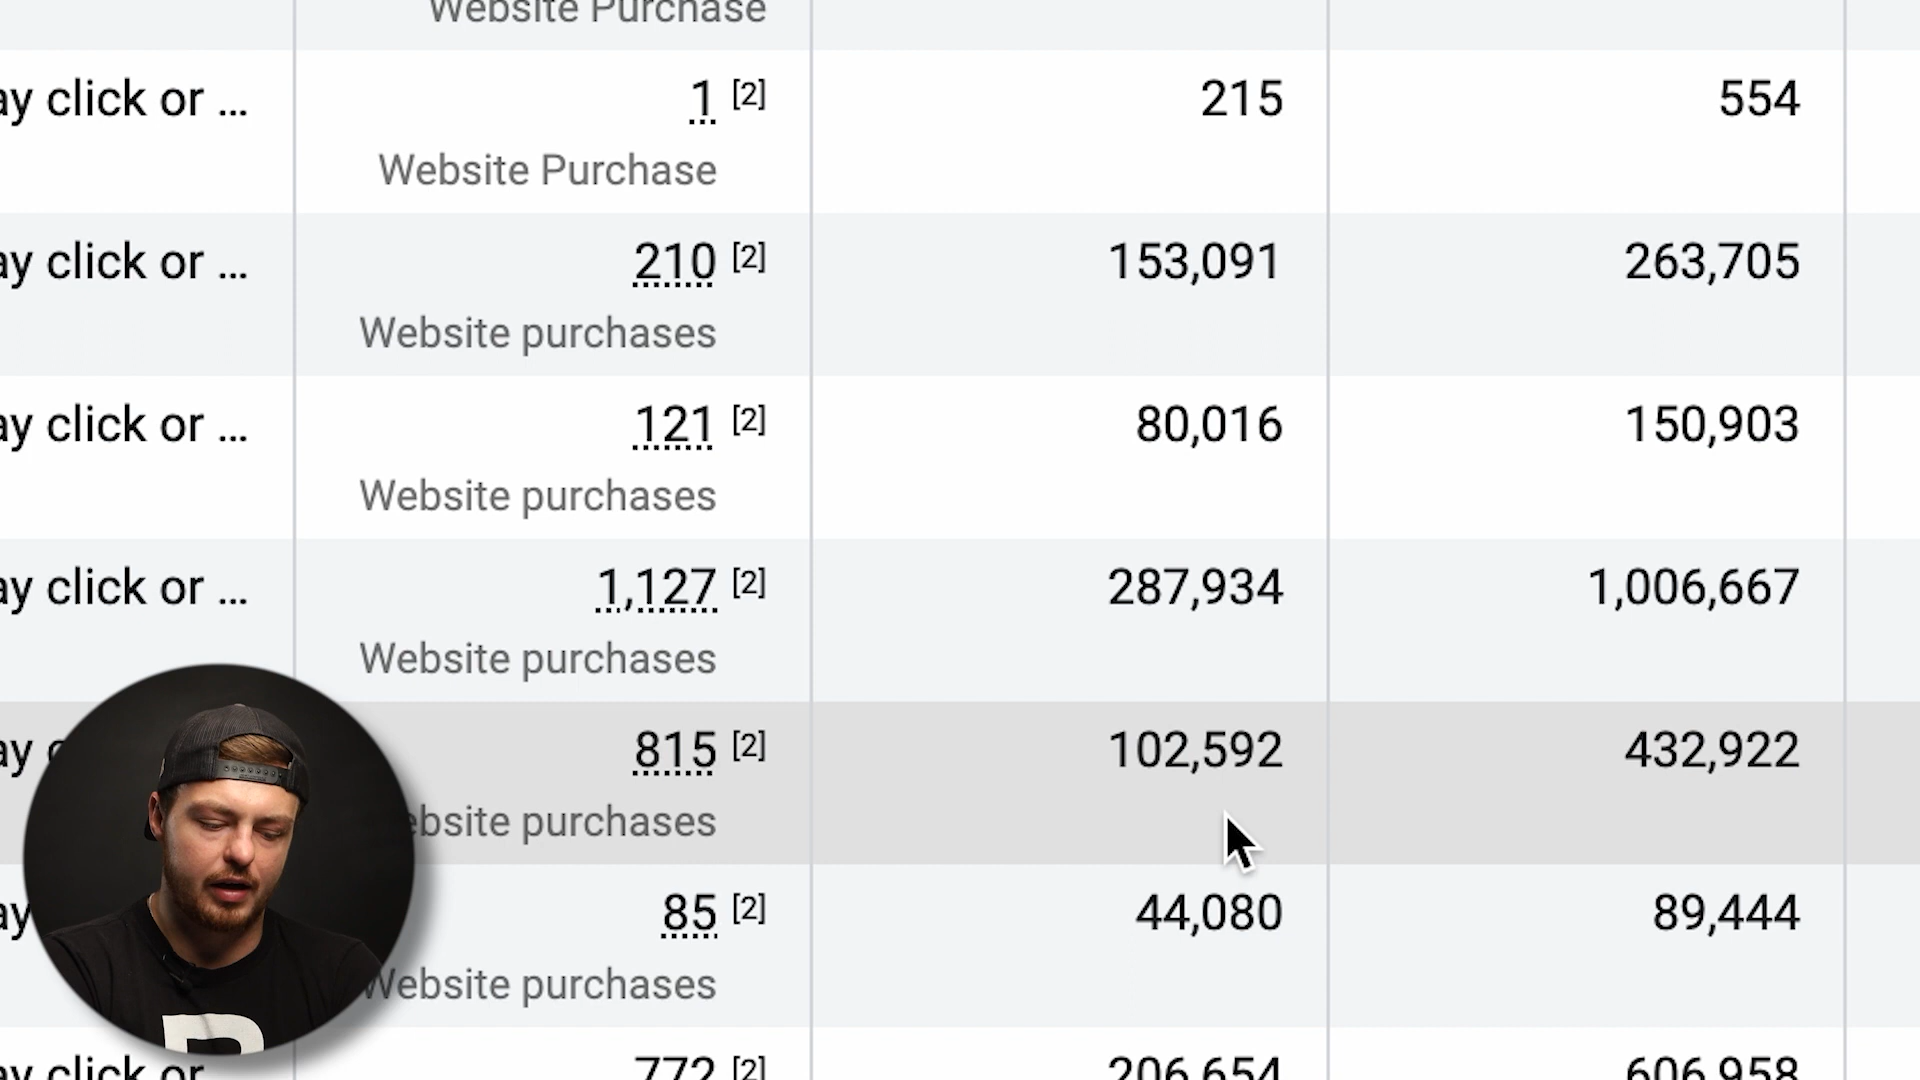 Website Purchase
ay click or ... 1 [2] 215 554
Website Purchase
ay click or ... 210 [2] 153,091 263,705
Website purchases
ay click or ... 121 [2] 80,016 150,903
Website purchases
ay click or ... 1,127 [2] 287,934 1,006,667
Website purchases
ay 815 [2] 102,592 432,922
ebsite purchases
ay 85 [2] 44,080 89,444
Website purchases
ay click or 772 [2] 206,654 606,958